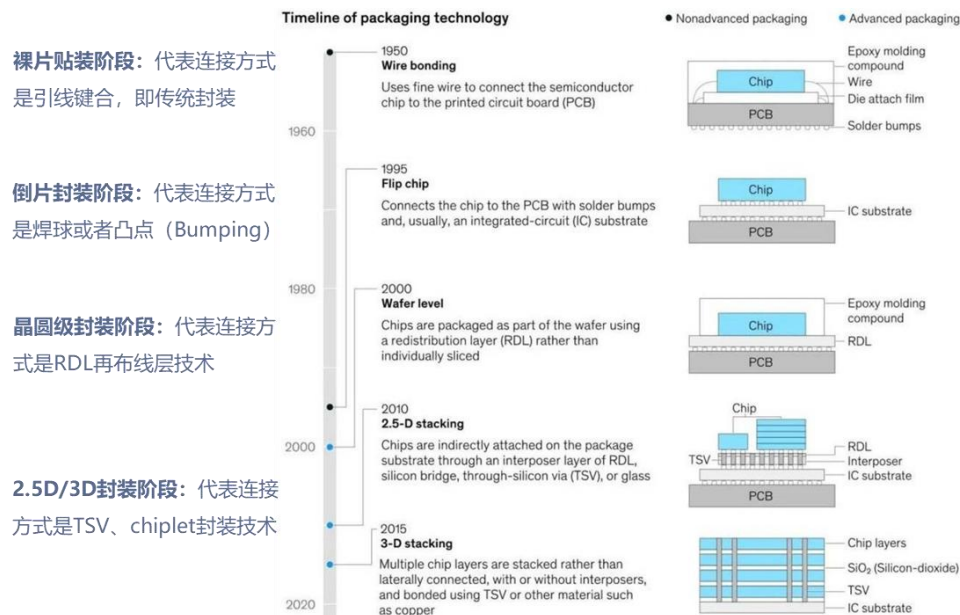 Timeline of packaging technology
Nonadvanced packaging
Advanced packaging
裸片贴装阶段：代表连接方式
是引线键合，即传统封装
倒片封装阶段：代表连接方式
是焊球或者凸点（Bumping）
晶圆级封装阶段：代表连接方
式是RDL再布线层技术
2.5D/3D封装阶段：代表连接
方式是TSV、chiplet封装技术
1960
1980
2000
2020
1950
Wire bonding
Uses fine wire to connect the semiconductor
chip to the printed circuit board (PCB)
Epoxy molding
compound
Wire
Die attach film
Solder bumps
Chip
PCB
1995
Flip chip
Connects the chip to the PCB with solder bumps
and, usually, an integrated-circuit (IC) substrate
Chip
IC substrate
PCB
2000
Wafer level
Chips are packaged as part of the wafer using
a redistribution layer (RDL) rather than
individually sliced
Epoxy molding
compound
Chip
RDL
PCB
2010
2.5-D stacking
Chips are indirectly attached on the package
substrate through an interposer layer of RDL,
silicon bridge, through-silicon via (TSV), or glass
Chip
TSV
RDL
Interposer
IC substrate
PCB
2015
3-D stacking
Multiple chip layers are stacked rather than
laterally connected, with or without interposers,
and bonded using TSV or other material such
as copper
Chip layers
SiO₂ (Silicon-dioxide)
TSV
IC substrate